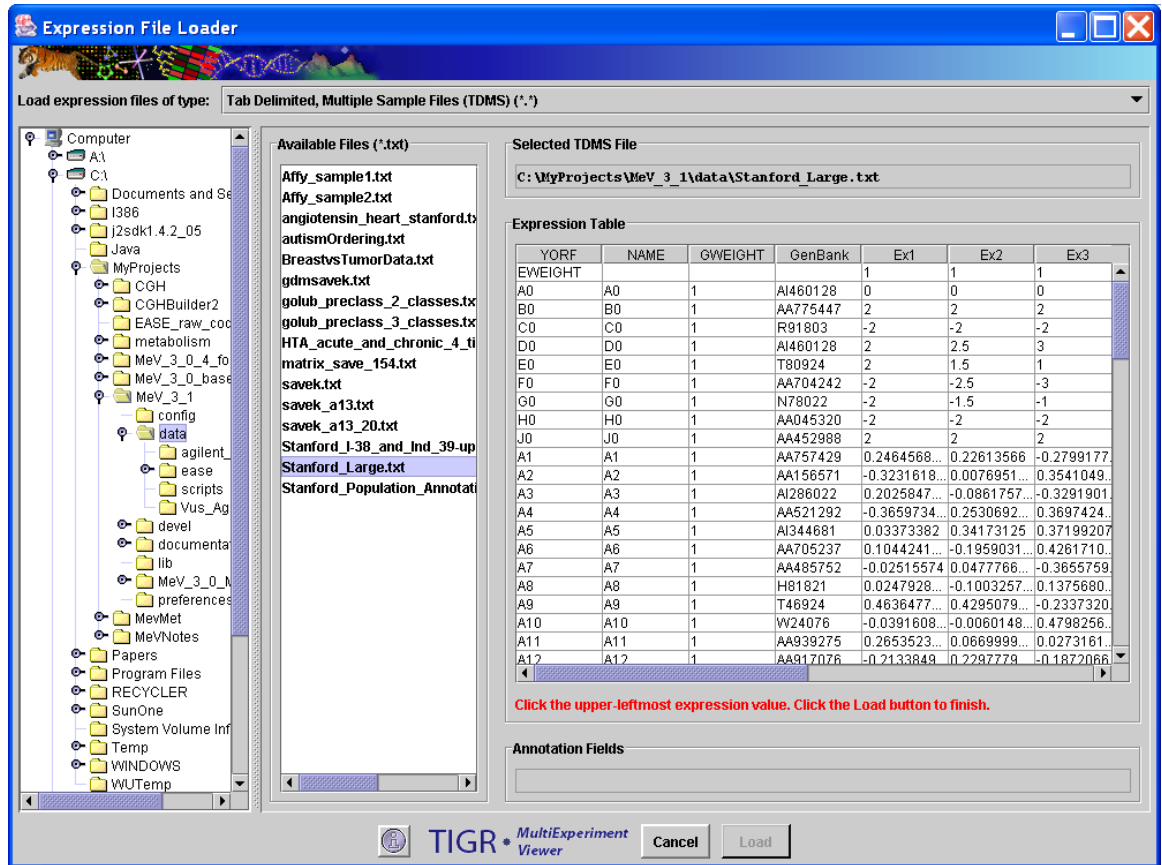 Expression File Loader
Load expression files of type: Tab Delimited, Multiple Sample Files (TDMS) (*.*)
Computer
A:\
C:\
Documents and Se
I386
j2sdk1.4.2_05
Java
MyProjects
CGH
CGHBuilder2
EASE_raw_coc
metabolism
MeV_3_0_4_fo
MeV_3_0_base
MeV_3_1
config
data
agilent_
ease
scripts
Vus_Ag
devel
documenta
lib
MeV_3_0_M
preferences
MevMet
MeVNotes
Papers
Program Files
RECYCLER
SunOne
System Volume Inf
Temp
WINDOWS
WUTemp
Available Files (*.txt)
Affy_sample1.txt
Affy_sample2.txt
angiotensin_heart_stanford.tx
autismOrdering.txt
BreastvsTumorData.txt
gdmsavek.txt
golub_preclass_2_classes.tx
golub_preclass_3_classes.tx
HTA_acute_and_chronic_4_ti
matrix_save_154.txt
savek.txt
savek_a13.txt
savek_a13_20.txt
Stanford_I-38_and_Ind_39-up
Stanford_Large.txt
Stanford_Population_Annotati
Selected TDMS File
C:\MyProjects\MeV_3_1\data\Stanford_Large.txt
Expression Table
YORF NAME GWEIGHT GenBank Ex1 Ex2 Ex3
EWEIGHT 1 1 1
A0 A0 1 AI460128 0 0 0
B0 B0 1 AA775447 2 2 2
C0 C0 1 R91803 -2 -2 -2
D0 D0 1 AI460128 2 2.5 3
E0 E0 1 T80924 2 1.5 1
F0 F0 1 AA704242 -2 -2.5 -3
G0 G0 1 N78022 -2 -1.5 -1
H0 H0 1 AA045320 -2 -2 -2
J0 J0 1 AA452988 2 2 2
A1 A1 1 AA757429 0.2464568... 0.22613566 -0.2799177..
A2 A2 1 AA156571 -0.3231618... 0.0076951... 0.3541049..
A3 A3 1 AI286022 0.2025847... -0.0861757... -0.3291901..
A4 A4 1 AA521292 -0.3659734... 0.2530692... 0.3697424..
A5 A5 1 AI344681 0.03373382 0.34173125 0.37199207
A6 A6 1 AA705237 0.1044241... -0.1959031... 0.4261710..
A7 A7 1 AA485752 -0.02515574 0.0477766... -0.3655759..
A8 A8 1 H81821 0.0247928... -0.1003257... 0.1375680..
A9 A9 1 T46924 0.4636477... 0.4295079... -0.2337320..
A10 A10 1 W24076 -0.0391608... -0.0060148... 0.4798256..
A11 A11 1 AA939275 0.2653523... 0.0669999... 0.0273161..
A12 A12 1 AA917076 -0.2133849 0.2297779 -0.1872066
Click the upper-leftmost expression value. Click the Load button to finish.
Annotation Fields
TIGR MultiExperiment Viewer
Cancel
Load